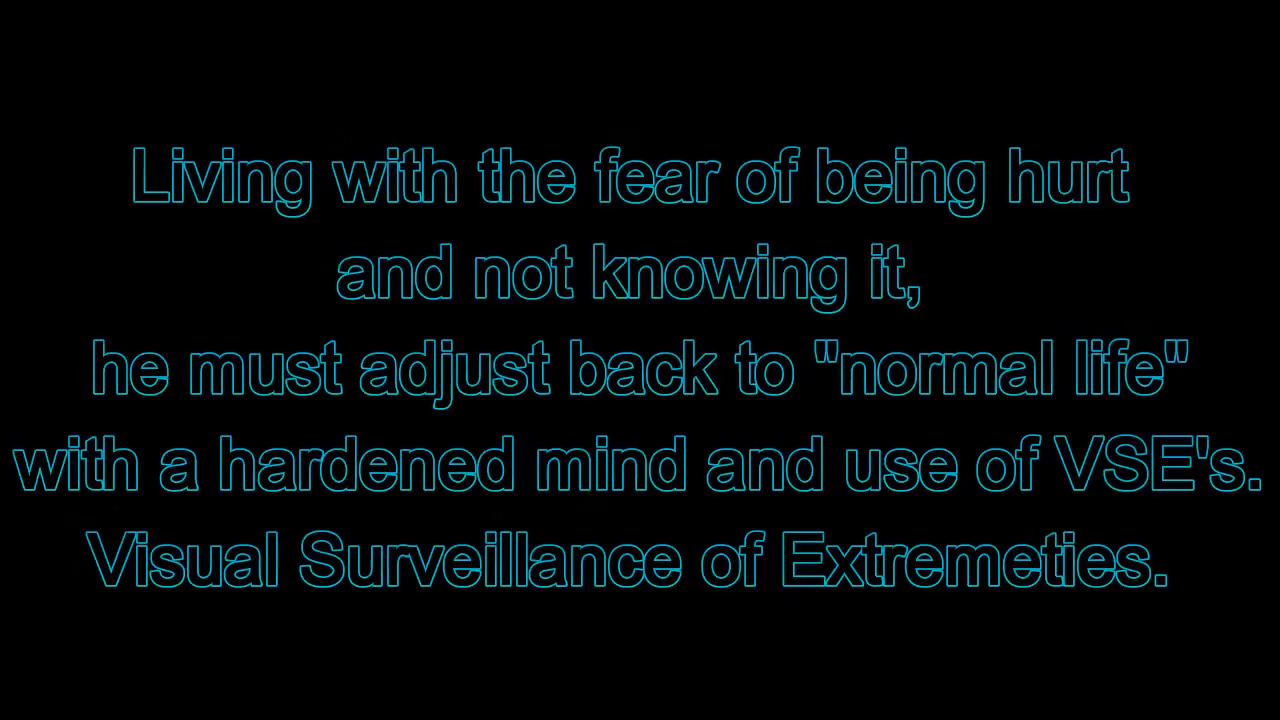 Living with the fear of being hurt
and not knowing it,
he must adjust back to "normal life"
with a hardened mind and use of VSE's.
Visual Surveillance of Extremeties.